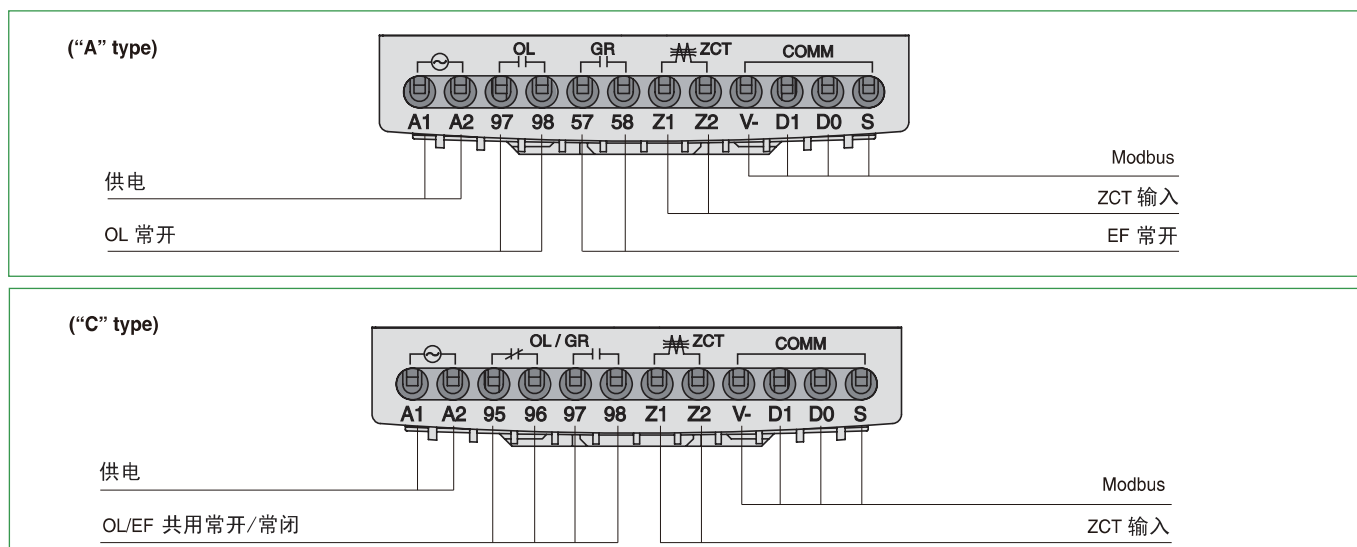 (“A” type)
OL GR ZCT COMM
A1 A2 97 98 57 58 Z1 Z2 V- D1 D0 S
Modbus
供电
ZCT 输入
OL 常开
EF 常开
(“C” type)
OL / GR ZCT COMM
A1 A2 95 96 97 98 Z1 Z2 V- D1 D0 S
供电
Modbus
OL/EF 共用常开/常闭
ZCT 输入